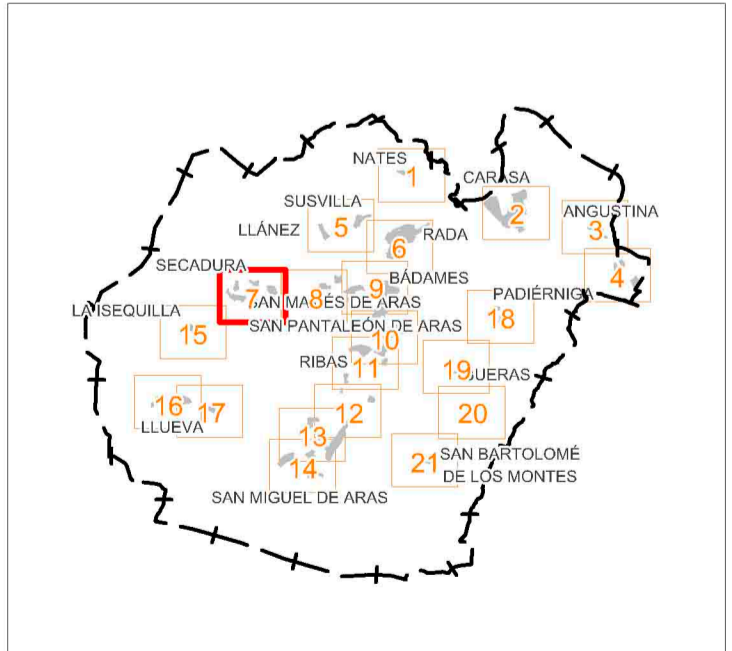 NATES
1
CARASA
2
SUSVILLA
5
LLÁNEZ
ANGUSTINA
3
6
RADA
SECADURA
BÁDAMES
4
7
8
9
SAN MAMÉS DE ARAS
PADIÉRNIGA
LA ISEQUILLA
15
SAN PANTALEÓN DE ARAS
18
10
RIBAS
11
19
BUERAS
16
17
LLUEVA
12
20
13
14
21
SAN BARTOLOMÉ
DE LOS MONTES
SAN MIGUEL DE ARAS